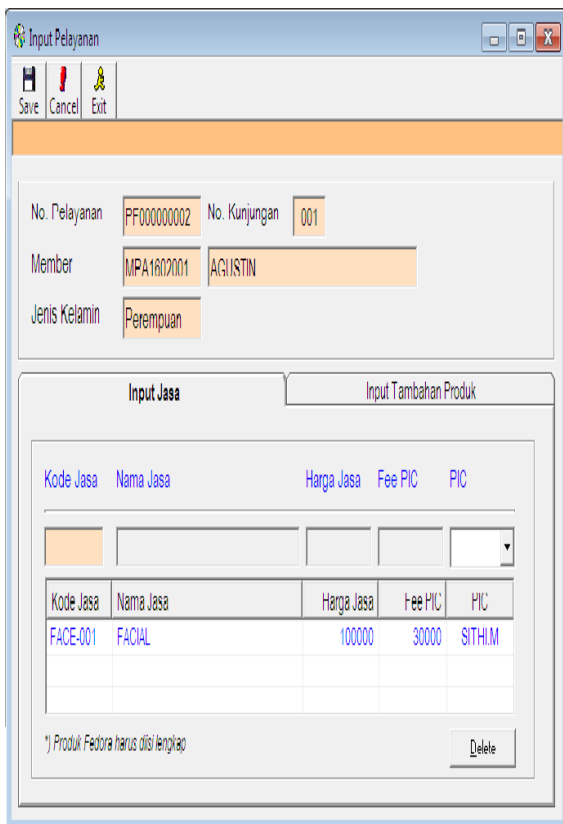 Input Pelayanan
Save Cancel Exit
No. Pelayanan PF000000002 No. Kunjungan 001
Member MPA1602001 AGUSTIN
Jenis Kelamin Perempuan
Input Jasa Input Tambahan Produk
Kode Jasa Nama Jasa Harga Jasa Fee PIC PIC
Kode Jasa Nama Jasa Harga Jasa Fee PIC PIC
FACE-001 FACIAL 100000 30000 SITHI.M
*) Produk Fedora harus diisi lengkap
Delete